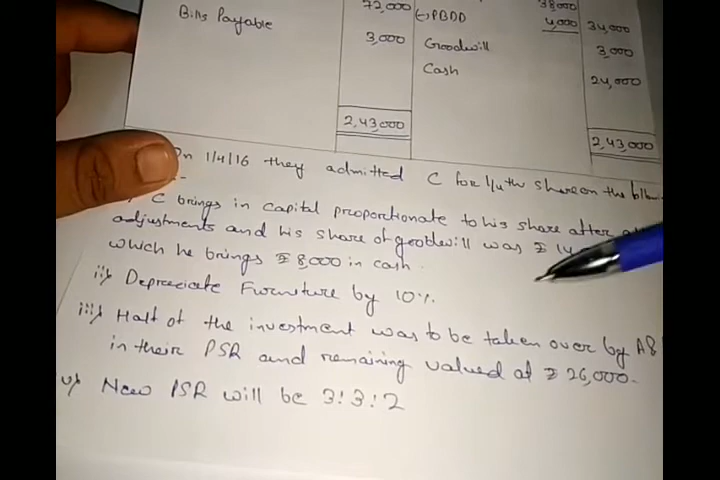 72,000 (-) PBDD 38,000
4,000 34,000
Bills Payable 3,000 Goodwill 3,000
Cash 24,000
2,43,000 2,43,000
On 1/4/16 they admitted C for 1/4th share on the
C brings in capital proportionate to his share after
adjustments and his share of goodwill was ₹ 14
which he brings ₹ 8,000 in cash.
ii) Depreciate Furniture by 10%.
iii) Half of the investment was to be taken over by A&
in their PSR and remaining valued at ₹ 26,000.
v) New PSR will be 3:3:2